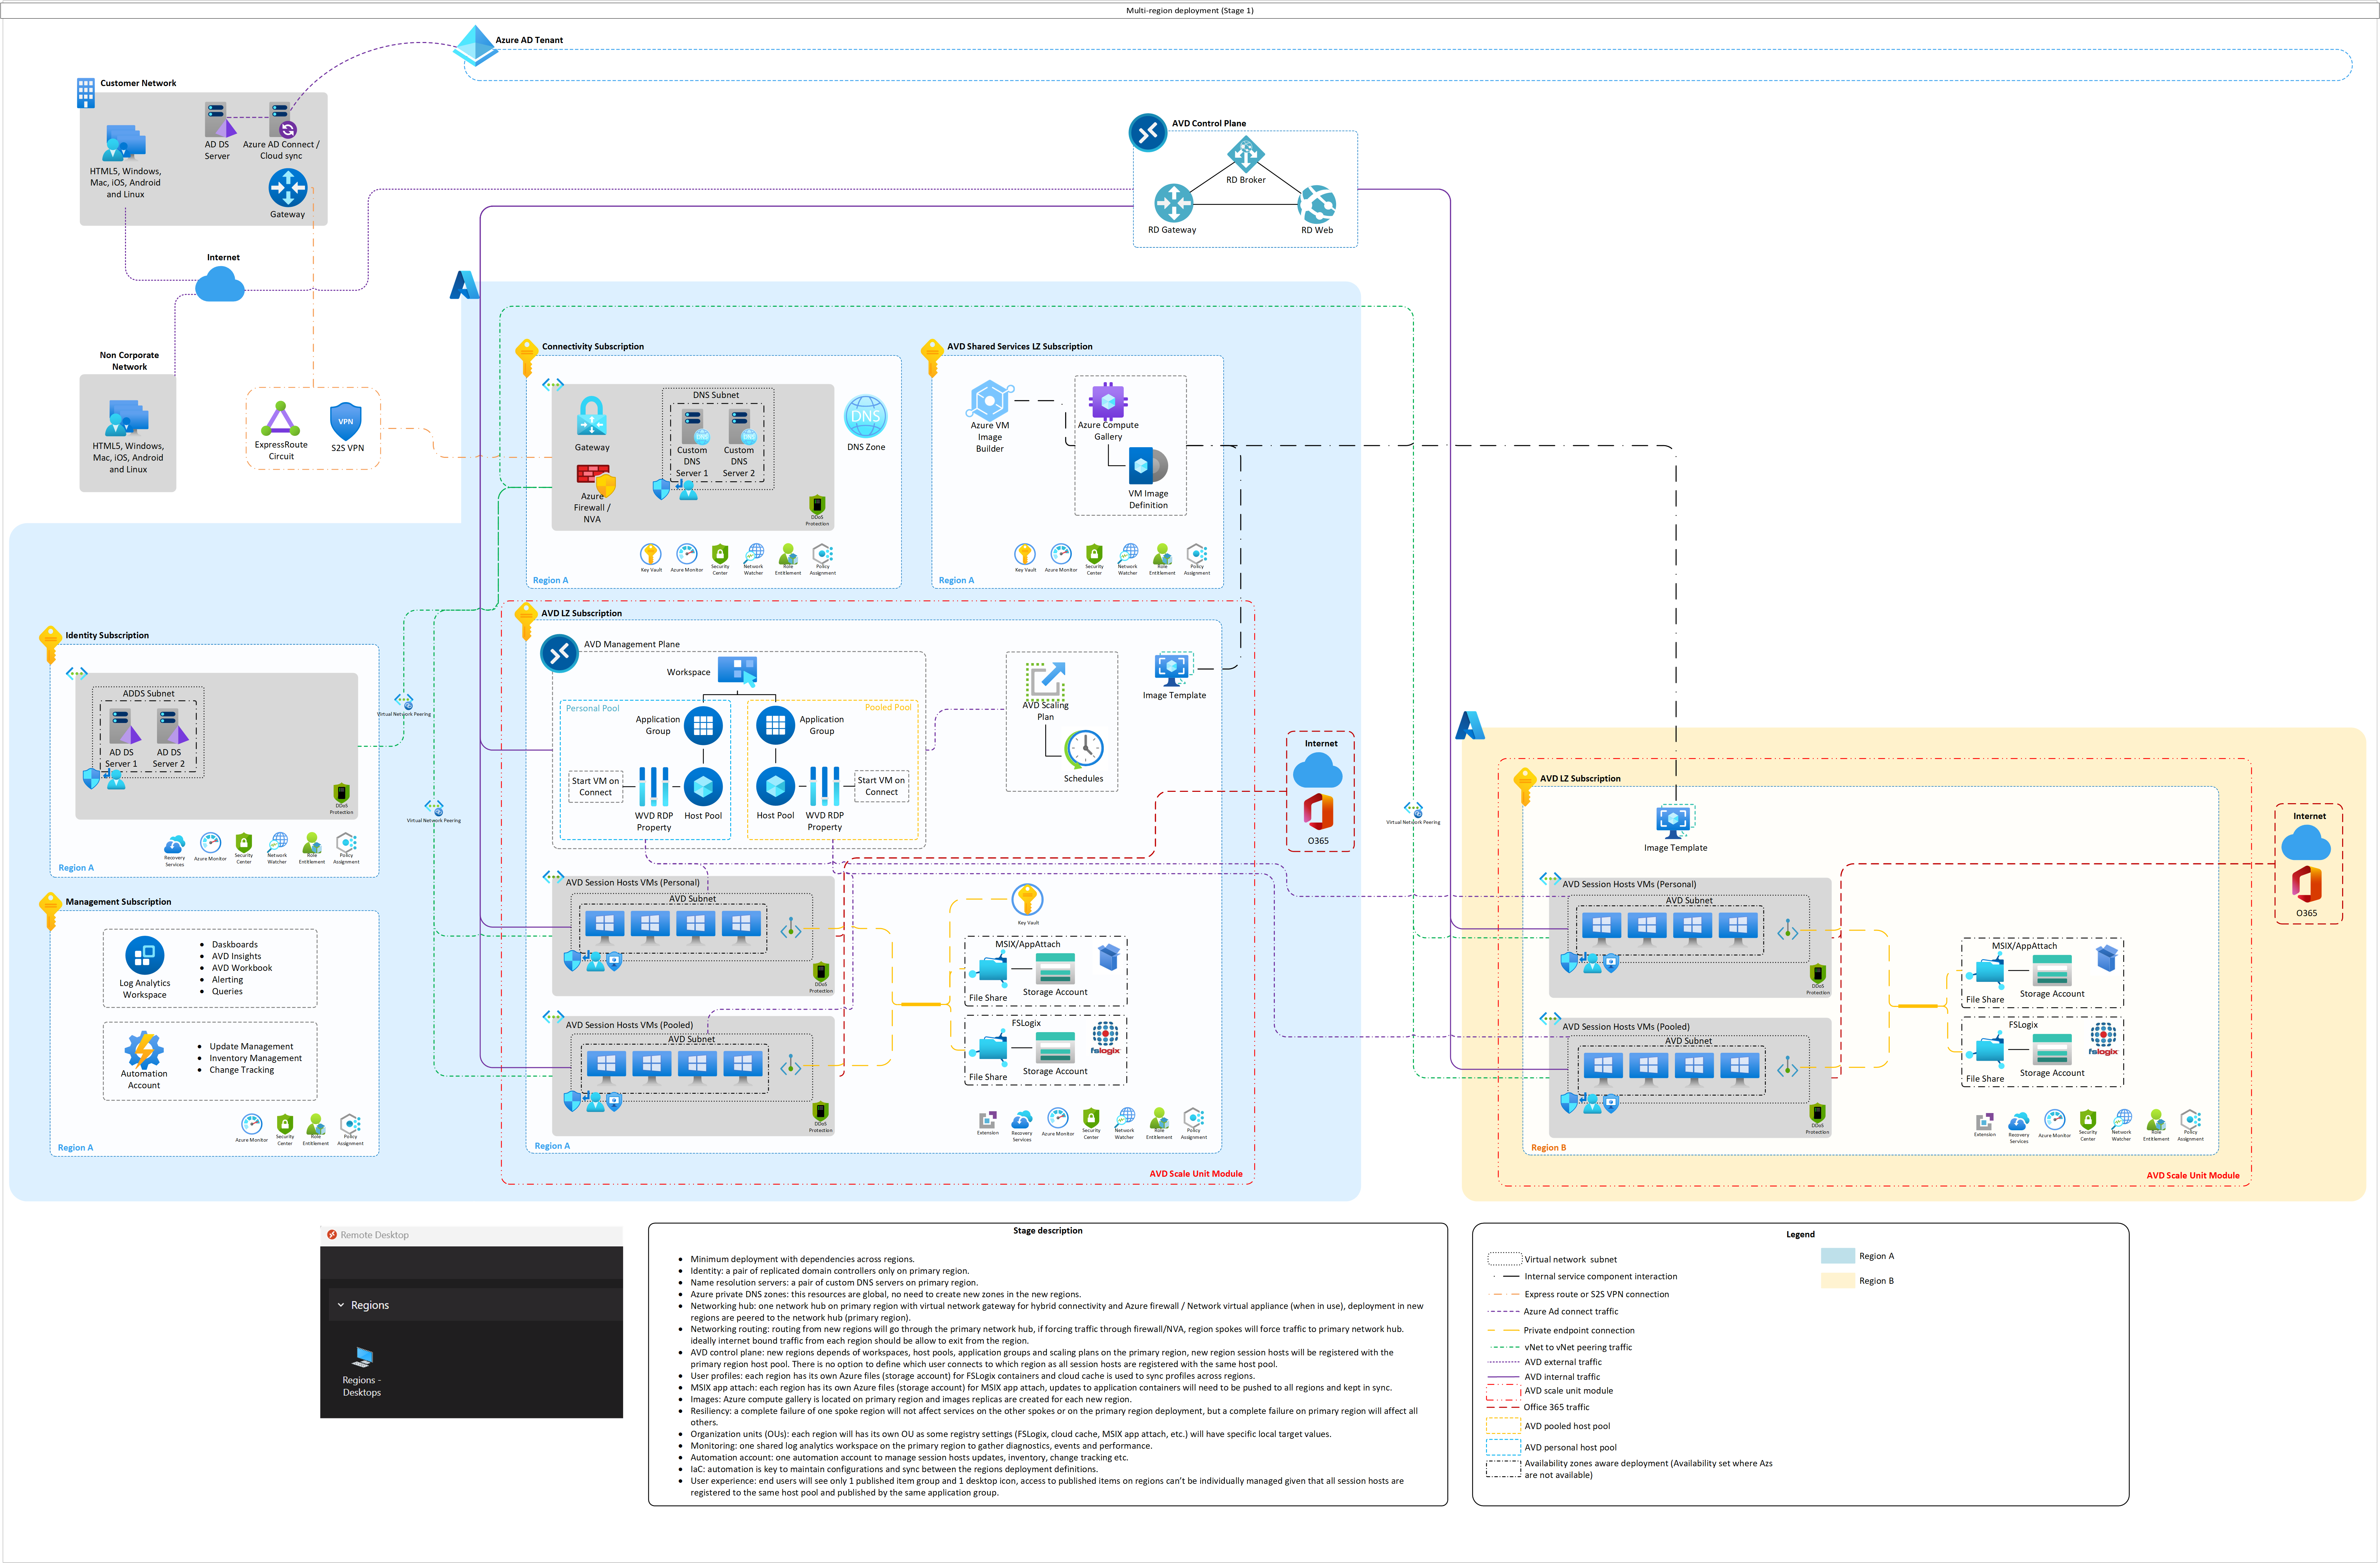 Multi-region deployment (Stage 1)
Azure AD Tenant
Customer Network
HTML5, Windows,
Mac, iOS, Android
and Linux
AD DS
Server
Azure AD Connect /
Cloud sync
Gateway
Internet
Non Corporate
Network
HTML5, Windows,
Mac, iOS, Android
and Linux
ExpressRoute
Circuit
VPN
S2S VPN
AVD Control Plane
RD Broker
RD Gateway
RD Web
Connectivity Subscription
Gateway
Azure
Firewall /
NVA
DNS Subnet
DNS
DNS
Custom
DNS
Server 1
Custom
DNS
Server 2
DDoS
Protection
DNS
DNS Zone
Key Vault
Azure Monitor
Security
Center
Network
Watcher
Role
Entitlement
Policy
Assignment
Region A
AVD Shared Services LZ Subscription
Azure VM
Image
Builder
Azure Compute
Gallery
VM Image
Definition
Key Vault
Azure Monitor
Security
Center
Network
Watcher
Role
Entitlement
Policy
Assignment
Region A
Identity Subscription
ADDS Subnet
AD DS
Server 1
AD DS
Server 2
DDoS
Protection
Recovery
Services
Azure Monitor
Security
Center
Network
Watcher
Role
Entitlement
Policy
Assignment
Region A
Virtual Network Peering
Virtual Network Peering
Management Subscription
Log Analytics
Workspace
• Daskboards
• AVD Insights
• AVD Workbook
• Alerting
• Queries
Automation
Account
• Update Management
• Inventory Management
• Change Tracking
Azure Monitor
Security
Center
Role
Entitlement
Policy
Assignment
Region A
AVD LZ Subscription
AVD Management Plane
Workspace
Personal Pool
Application
Group
Start VM on
Connect
WVD RDP
Property
Host Pool
Pooled Pool
Application
Group
Host Pool
WVD RDP
Property
Start VM on
Connect
AVD Scaling
Plan
Schedules
Image Template
AVD Session Hosts VMs (Personal)
AVD Subnet
DDoS
Protection
AVD Session Hosts VMs (Pooled)
AVD Subnet
DDoS
Protection
Key Vault
MSIX/AppAttach
File Share
Storage Account
FSLogix
File Share
Storage Account
fslogix
Extension
Recovery
Services
Azure Monitor
Security
Center
Network
Watcher
Role
Entitlement
Policy
Assignment
Region A
AVD Scale Unit Module
Internet
O365
Virtual Network Peering
AVD LZ Subscription
Image Template
AVD Session Hosts VMs (Personal)
AVD Subnet
DDoS
Protection
AVD Session Hosts VMs (Pooled)
AVD Subnet
DDoS
Protection
MSIX/AppAttach
File Share
Storage Account
FSLogix
File Share
Storage Account
fslogix
Extension
Recovery
Services
Azure Monitor
Security
Center
Network
Watcher
Role
Entitlement
Policy
Assignment
Region B
AVD Scale Unit Module
Internet
O365
Remote Desktop
Regions
Regions -
Desktops
Stage description
• Minimum deployment with dependencies across regions.
• Identity: a pair of replicated domain controllers only on primary region.
• Name resolution servers: a pair of custom DNS servers on primary region.
• Azure private DNS zones: this resources are global, no need to create new zones in the new regions.
• Networking hub: one network hub on primary region with virtual network gateway for hybrid connectivity and Azure firewall / Network virtual appliance (when in use), deployment in new
regions are peered to the network hub (primary region).
• Networking routing: routing from new regions will go through the primary network hub, if forcing traffic through firewall/NVA, region spokes will force traffic to primary network hub.
ideally internet bound traffic from each region should be allow to exit from the region.
• AVD control plane: new regions depends of workspaces, host pools, application groups and scaling plans on the primary region, new region session hosts will be registered with the
primary region host pool. There is no option to define which user connects to which region as all session hosts are registered with the same host pool.
• User profiles: each region has its own Azure files (storage account) for FSLogix containers and cloud cache is used to sync profiles across regions.
• MSIX app attach: each region has its own Azure files (storage account) for MSIX app attach, updates to application containers will need to be pushed to all regions and kept in sync.
• Images: Azure compute gallery is located on primary region and images replicas are created for each new region.
• Resiliency: a complete failure of one spoke region will not affect services on the other spokes or on the primary region deployment, but a complete failure on primary region will affect all
others.
• Organization units (OUs): each region will has its own OU as some registry settings (FSLogix, cloud cache, MSIX app attach, etc.) will have specific local target values.
• Monitoring: one shared log analytics workspace on the primary region to gather diagnostics, events and performance.
• Automation account: one automation account to manage session hosts updates, inventory, change tracking etc.
• IaC: automation is key to maintain configurations and sync between the regions deployment definitions.
• User experience: end users will see only 1 published item group and 1 desktop icon, access to published items on regions can't be individually managed given that all session hosts are
registered to the same host pool and published by the same application group.
Legend
Virtual network subnet
Internal service component interaction
Express route or S2S VPN connection
Azure Ad connect traffic
Private endpoint connection
vNet to vNet peering traffic
AVD external traffic
AVD internal traffic
AVD scale unit module
Office 365 traffic
AVD pooled host pool
AVD personal host pool
Availability zones aware deployment (Availability set where Azs
are not available)
Region A
Region B